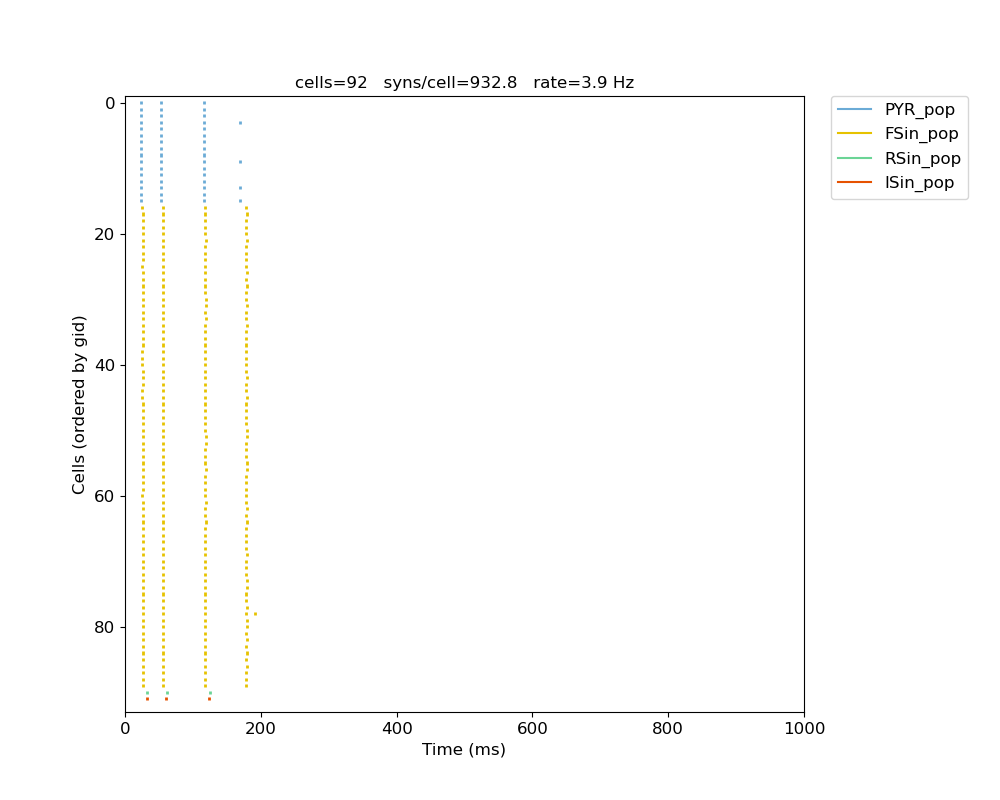 cells=92   syns/cell=932.8   rate=3.9 Hz
PYR_pop
FSin_pop
RSin_pop
ISin_pop
Cells (ordered by gid)
0
20
40
60
80
0 200 400 600 800 1000
Time (ms)